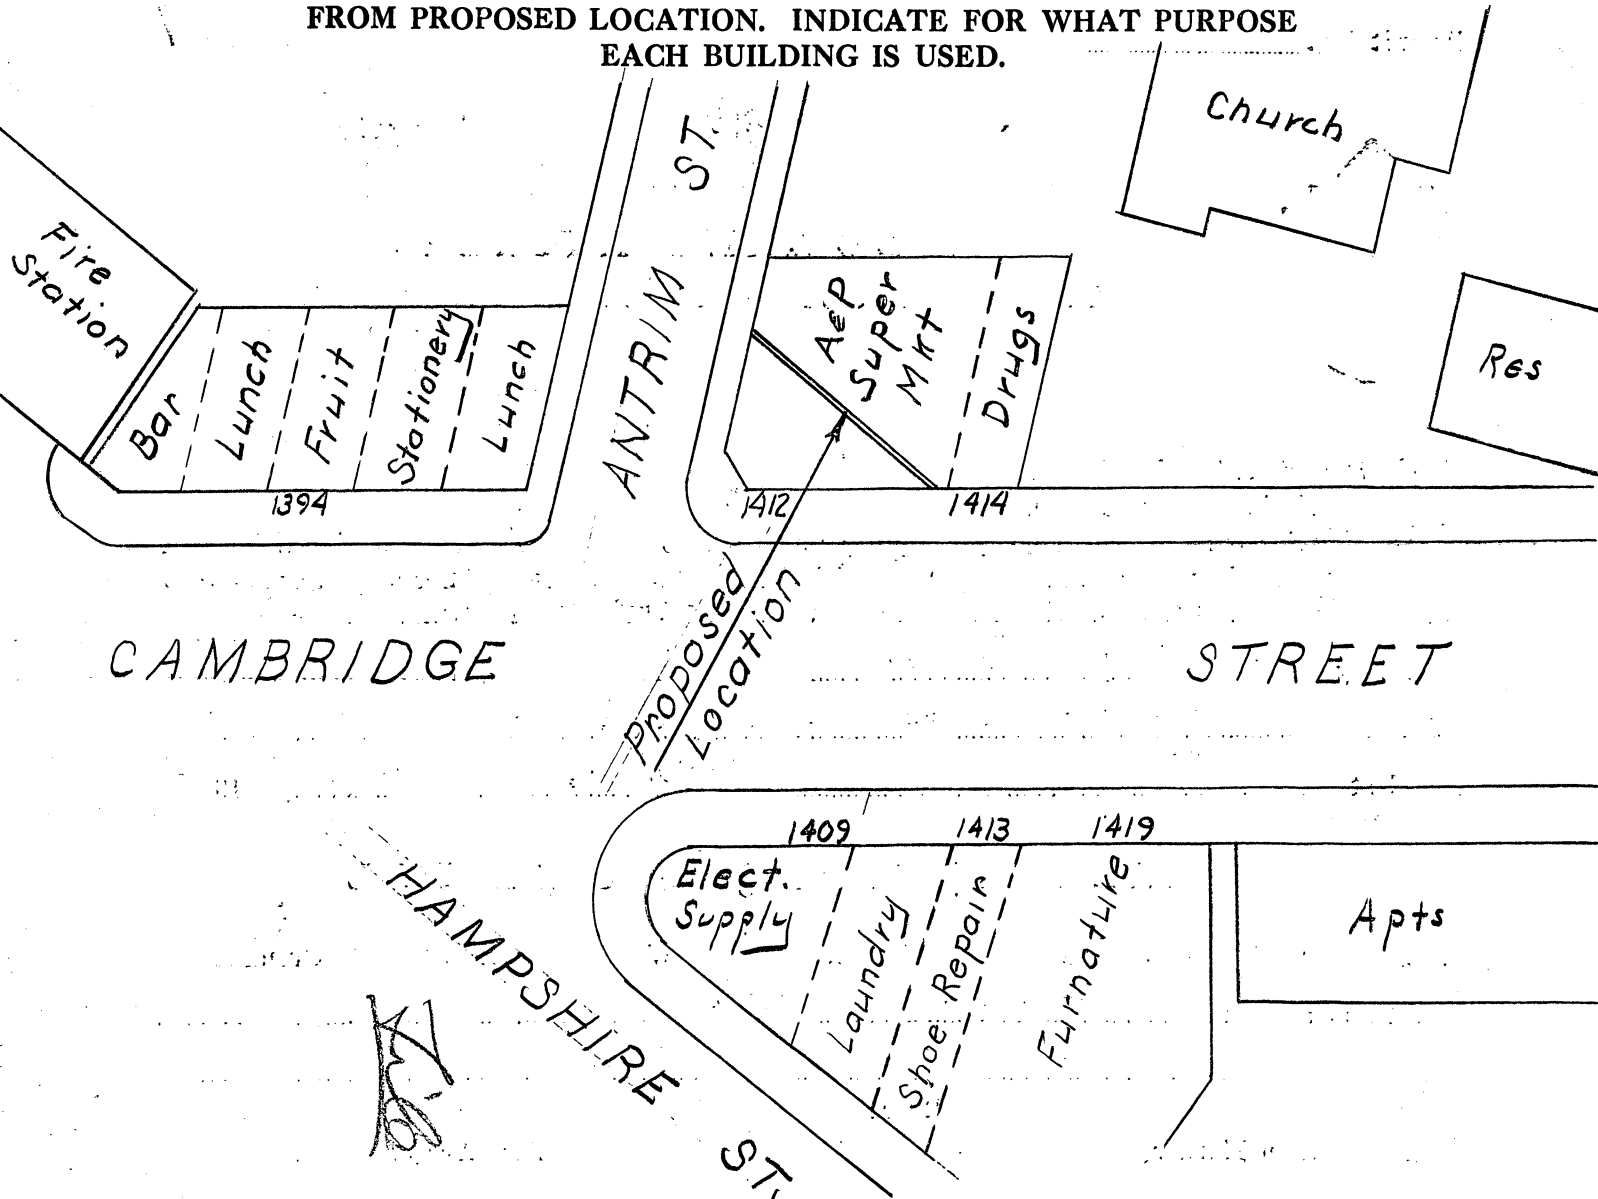 FROM PROPOSED LOCATION. INDICATE FOR WHAT PURPOSE
EACH BUILDING IS USED.
Church
ANTRIM ST.
Fire
Station
Bar
Lunch
Fruit
Stationery
Lunch
1394
A&P
Super
Mkt
Drugs
Res
1412
1414
Proposed
Location
CAMBRIDGE STREET
1409
1413
1419
Elect.
Supply
Laundry
Shoe Repair
Furnature
Apts
HAMPSHIRE ST.